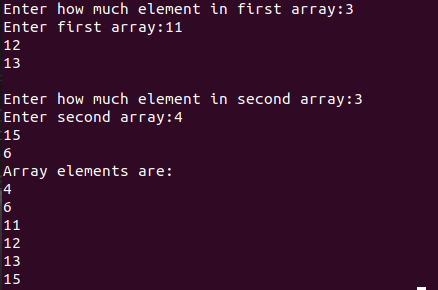 Enter how much element in first array:3
Enter first array:11
12
13
Enter how much element in second array:3
Enter second array:4
15
6
Array elements are:
4
6
11
12
13
15